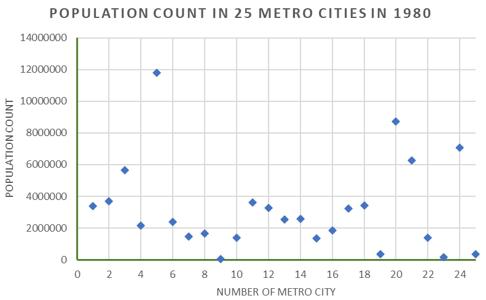 POPULATION COUNT IN 25 METRO CITIES IN 1980
14000000
12000000
10000000
8000000
6000000
4000000
2000000
0
POPULATION COUNT
0 2 4 6 8 10 12 14 16 18 20 22 24
NUMBER OF METRO CITY